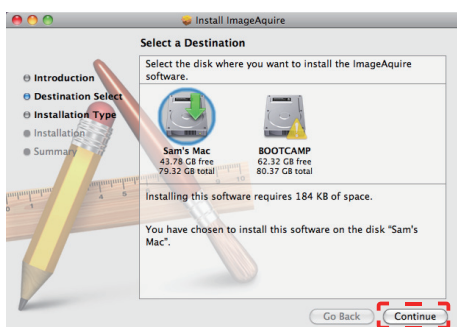 Install ImageAquire
Select a Destination
Introduction
Destination Select
Installation Type
Installation
Summary
Select the disk where you want to install the ImageAquire
software.
Sam's Mac
43.78 GB free
79.32 GB total
BOOTCAMP
62.32 GB free
80.37 GB total
Installing this software requires 184 KB of space.
You have chosen to install this software on the disk “Sam's
Mac”.
Go Back
Continue